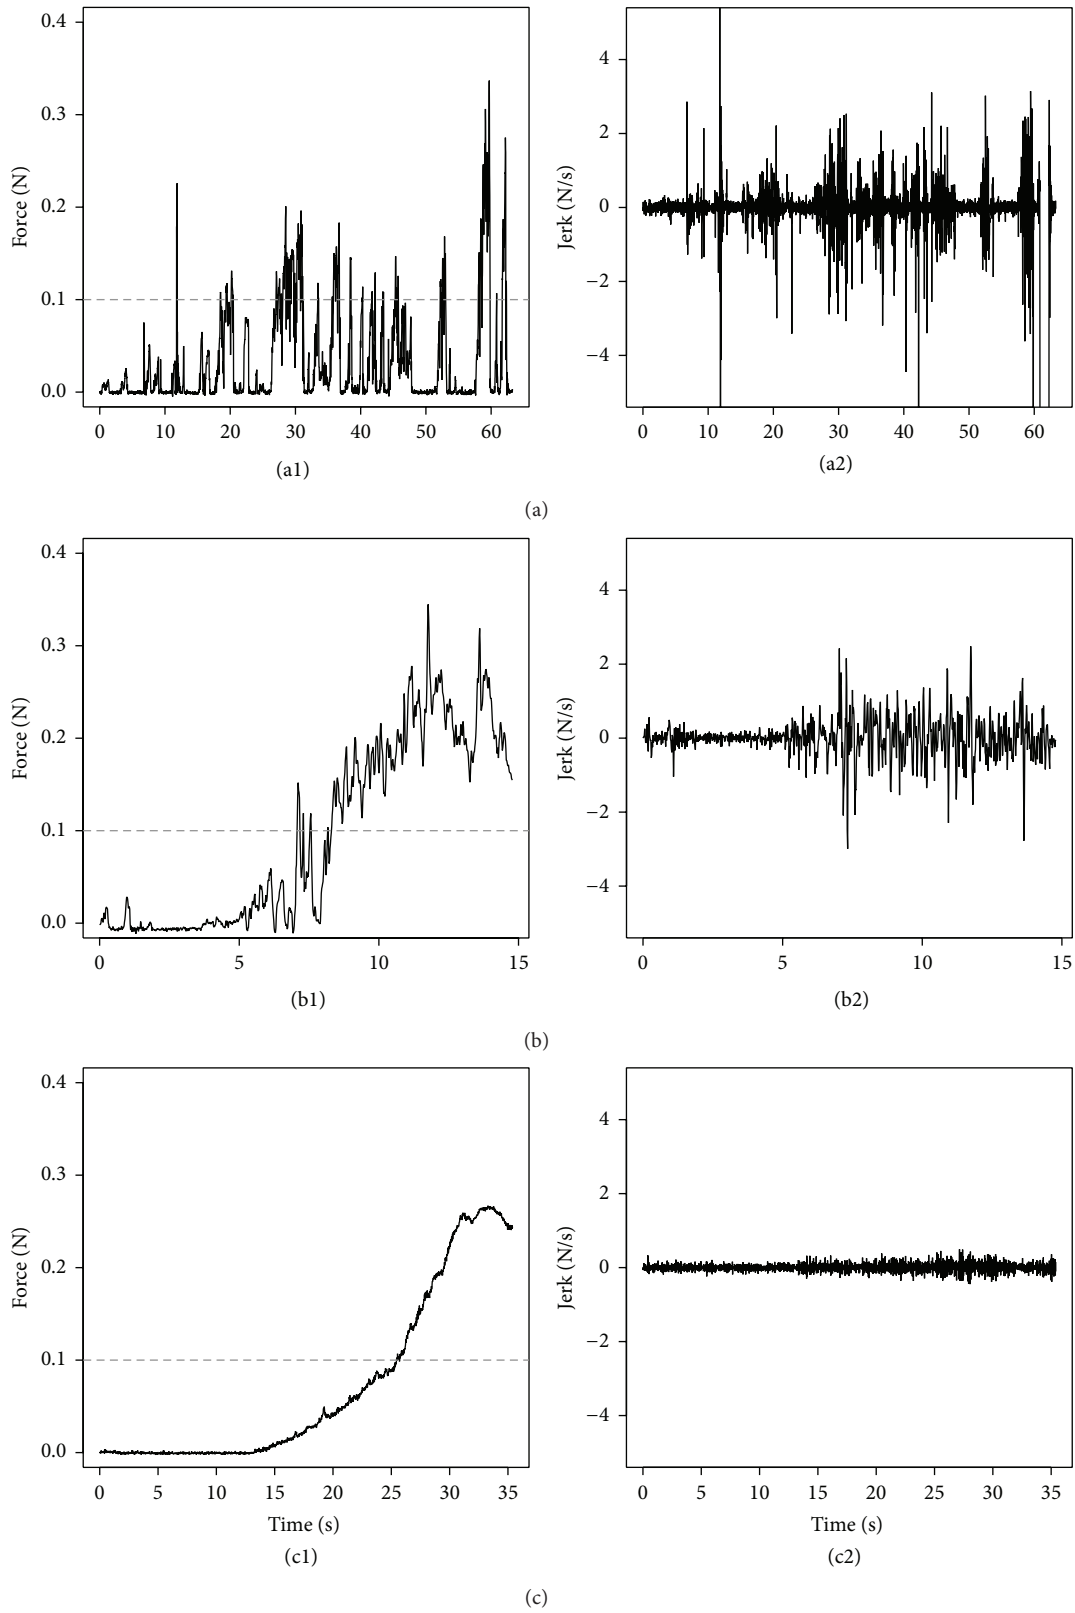 0.4
0.3
0.2
0.1
0.0
Force (N)
0 10 20 30 40 50 60
(a1)
4
2
0
−2
−4
Jerk (N/s)
0 10 20 30 40 50 60
(a2)
(a)
0.4
0.3
0.2
0.1
0.0
Force (N)
0 5 10 15
(b1)
4
2
0
−2
−4
Jerk (N/s)
0 5 10 15
(b2)
(b)
0.4
0.3
0.2
0.1
0.0
Force (N)
0 5 10 15 20 25 30 35
Time (s)
(c1)
4
2
0
−2
−4
Jerk (N/s)
0 5 10 15 20 25 30 35
Time (s)
(c2)
(c)